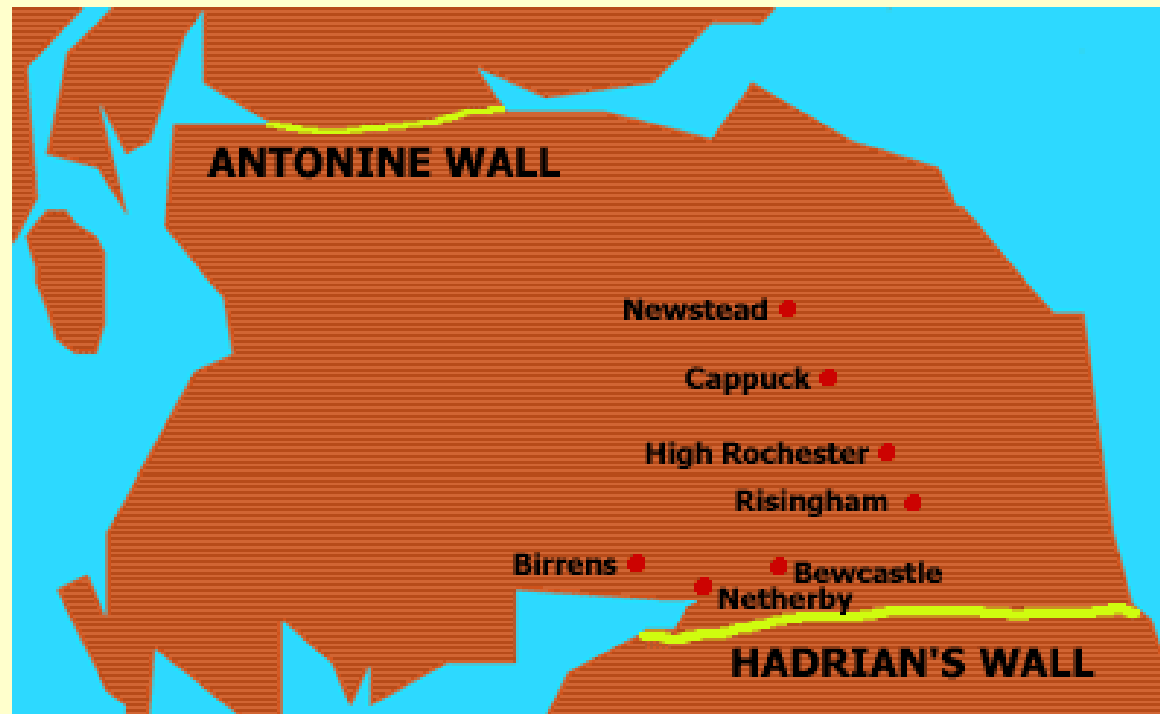 ANTONINE WALL
Newstead
Cappuck
High Rochester
Risingham
Birrens
Bewcastle
Netherby
HADRIAN'S WALL